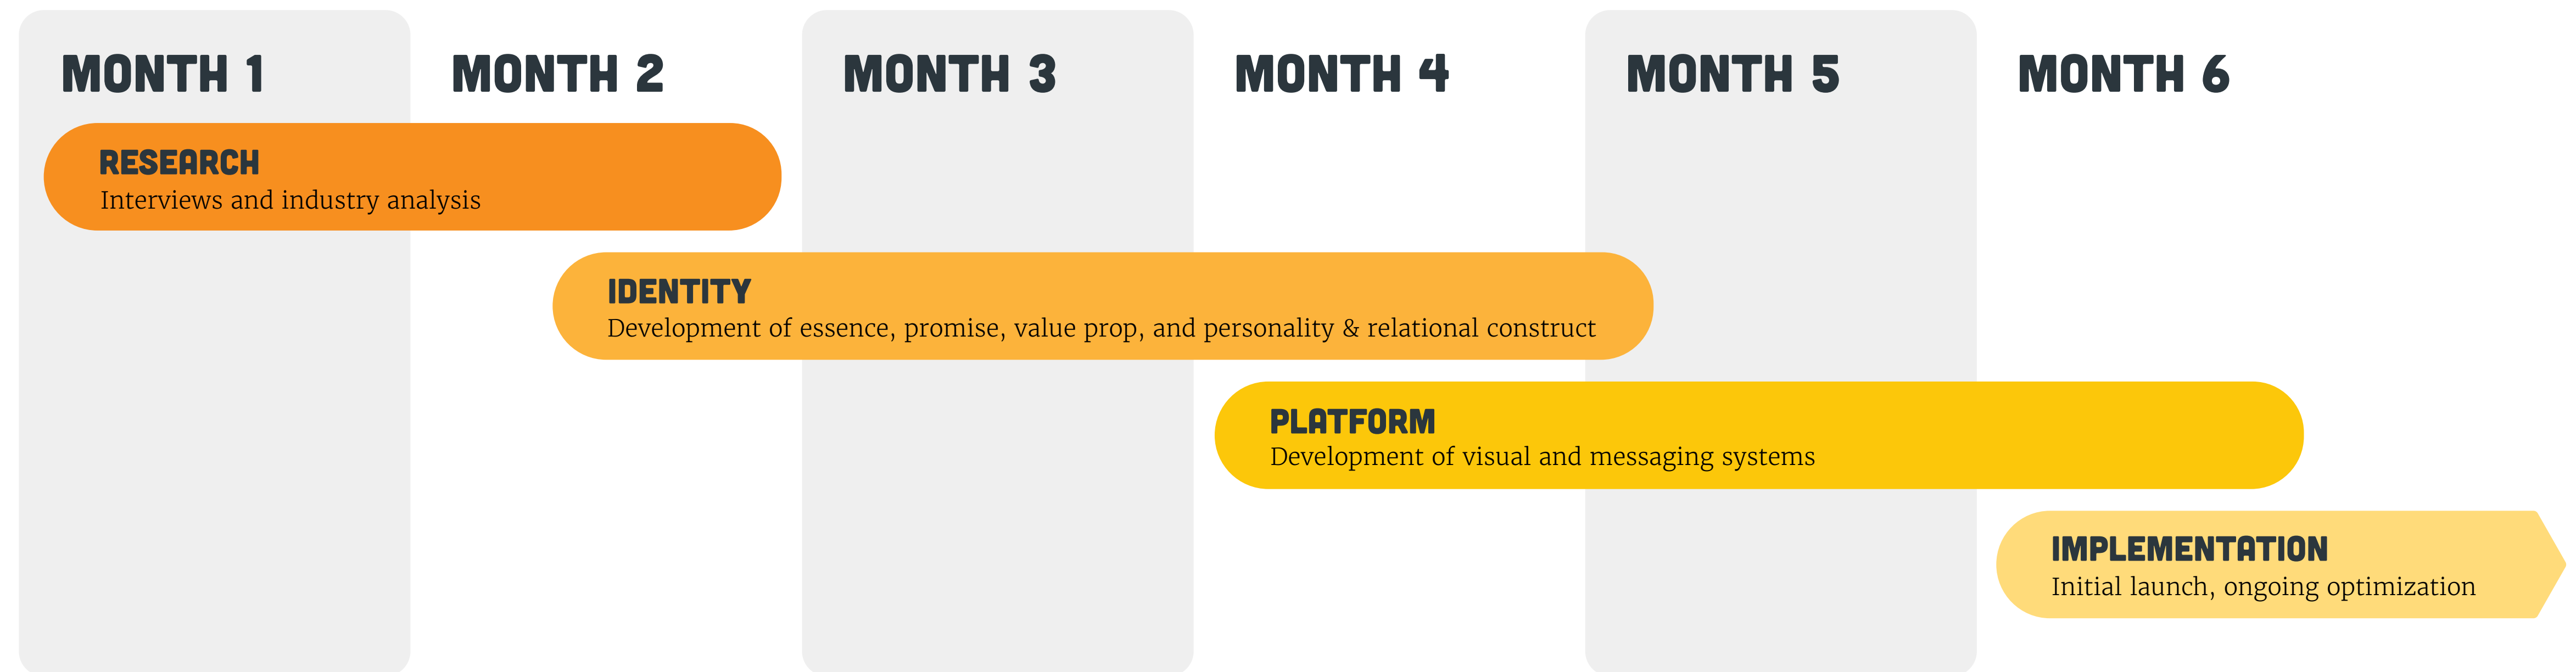 MONTH 1
MONTH 2
MONTH 3
MONTH 4
MONTH 5
MONTH 6
RESEARCH
Interviews and industry analysis
IDENTITY
Development of essence, promise, value prop, and personality & relational construct
PLATFORM
Development of visual and messaging systems
IMPLEMENTATION
Initial launch, ongoing optimization